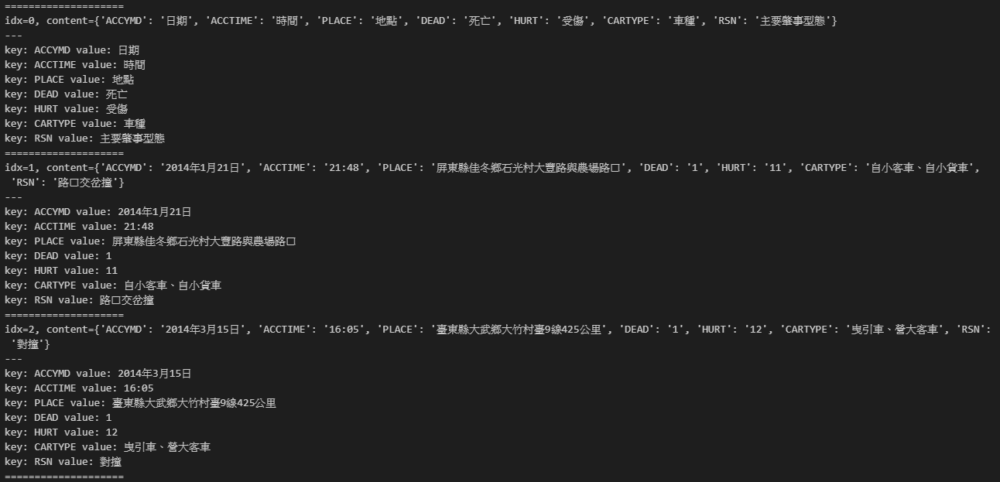 ====================
idx=0, content={'ACCYMD': '日期', 'ACCTIME': '時間', 'PLACE': '地點', 'DEAD': '死亡', 'HURT': '受傷', 'CARTYPE': '車種', 'RSN': '主要肇事型態'}
---
key: ACCYMD value: 日期
key: ACCTIME value: 時間
key: PLACE value: 地點
key: DEAD value: 死亡
key: HURT value: 受傷
key: CARTYPE value: 車種
key: RSN value: 主要肇事型態
====================
idx=1, content={'ACCYMD': '2014年1月21日', 'ACCTIME': '21:48', 'PLACE': '屏東縣佳冬鄉石光村大豐路與農場路口', 'DEAD': '1', 'HURT': '11', 'CARTYPE': '自小客車、自小貨車',
'RSN': '路口交岔撞'}
---
key: ACCYMD value: 2014年1月21日
key: ACCTIME value: 21:48
key: PLACE value: 屏東縣佳冬鄉石光村大豐路與農場路口
key: DEAD value: 1
key: HURT value: 11
key: CARTYPE value: 自小客車、自小貨車
key: RSN value: 路口交岔撞
====================
idx=2, content={'ACCYMD': '2014年3月15日', 'ACCTIME': '16:05', 'PLACE': '臺東縣大武鄉大竹村臺9線425公里', 'DEAD': '1', 'HURT': '12', 'CARTYPE': '曳引車、營大客車', 'RSN':
'對撞'}
---
key: ACCYMD value: 2014年3月15日
key: ACCTIME value: 16:05
key: PLACE value: 臺東縣大武鄉大竹村臺9線425公里
key: DEAD value: 1
key: HURT value: 12
key: CARTYPE value: 曳引車、營大客車
key: RSN value: 對撞
====================